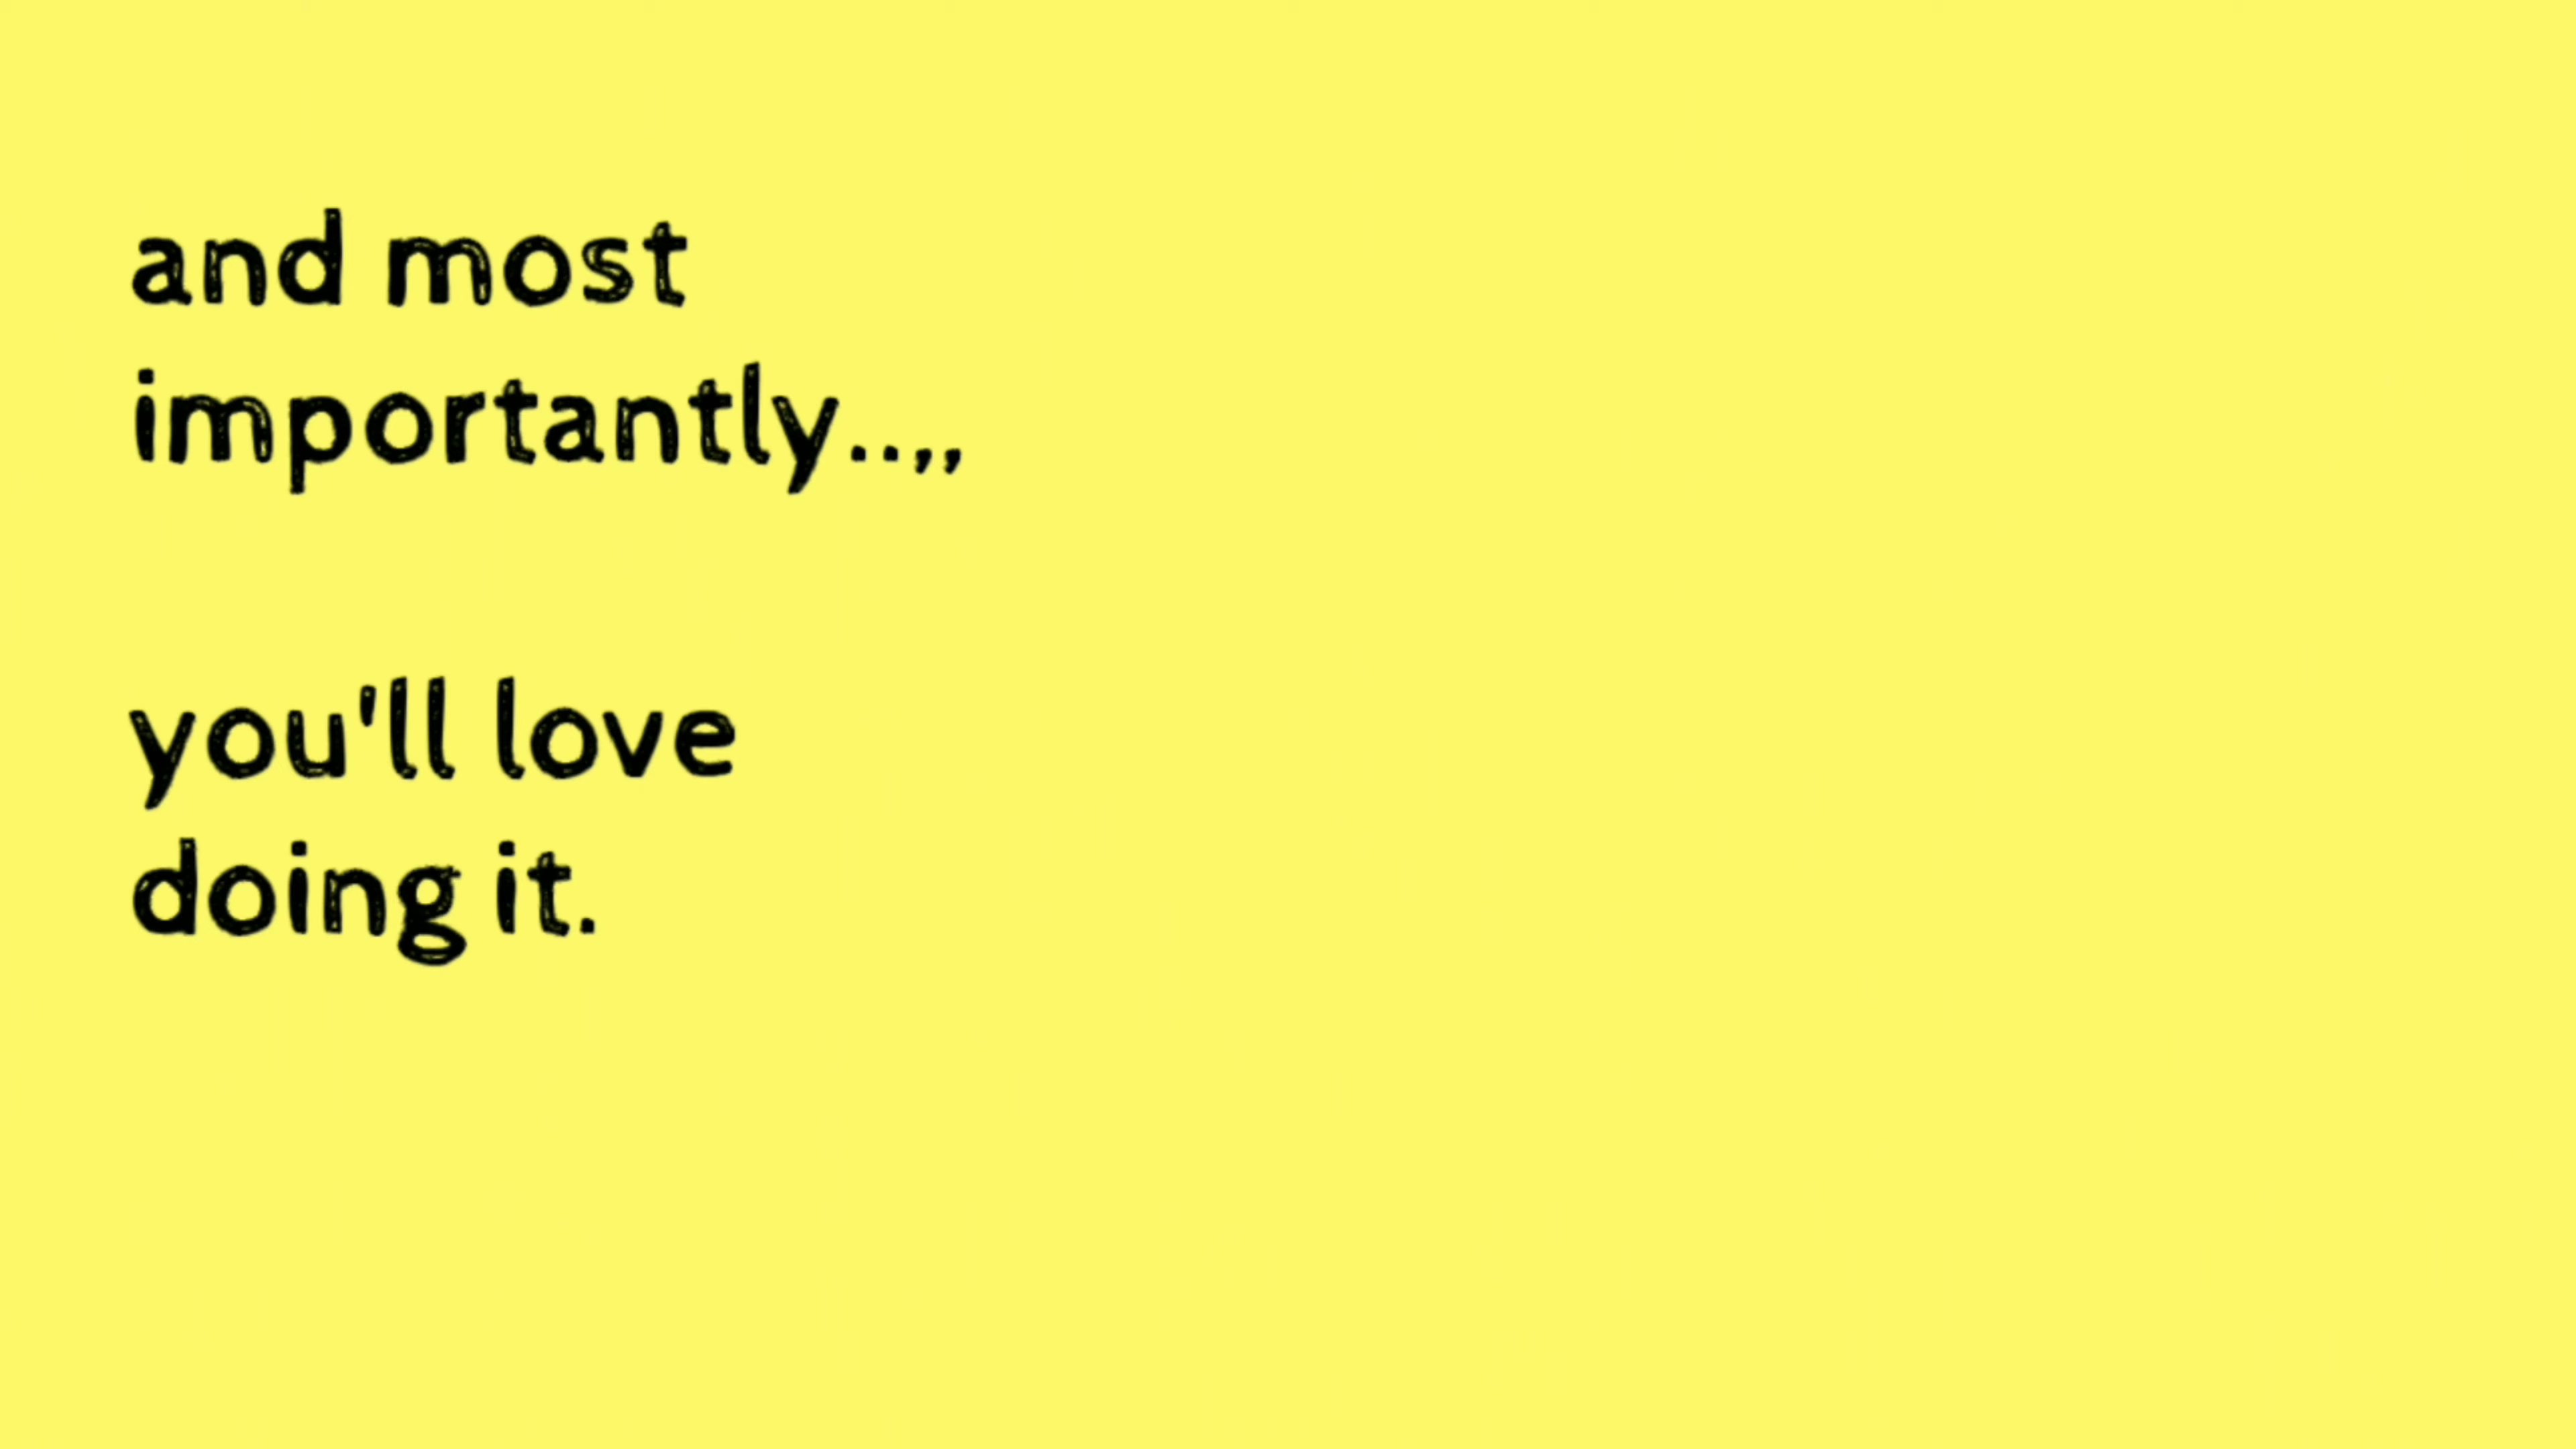 and most
importantly..,,
you'll love
doing it.